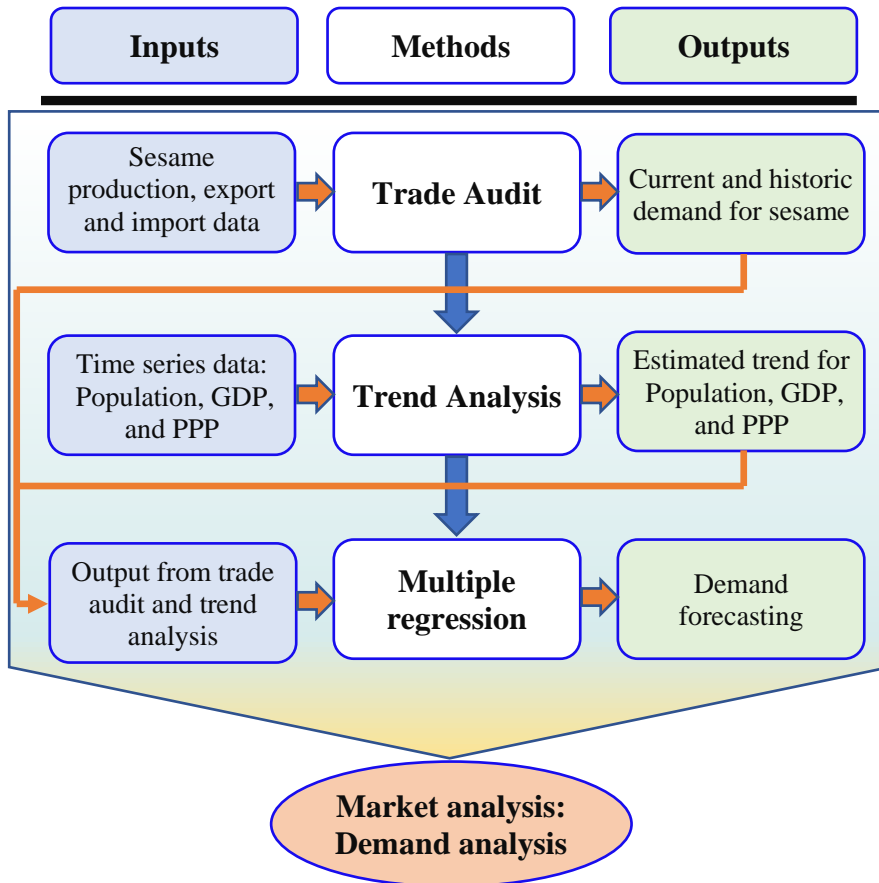 Inputs
Methods
Outputs
Sesame
production, export
and import data
Trade Audit
Current and historic
demand for sesame
Time series data:
Population, GDP,
and PPP
Trend Analysis
Estimated trend for
Population, GDP,
and PPP
Output from trade
audit and trend
analysis
Multiple
regression
Demand
forecasting
Market analysis:
Demand analysis